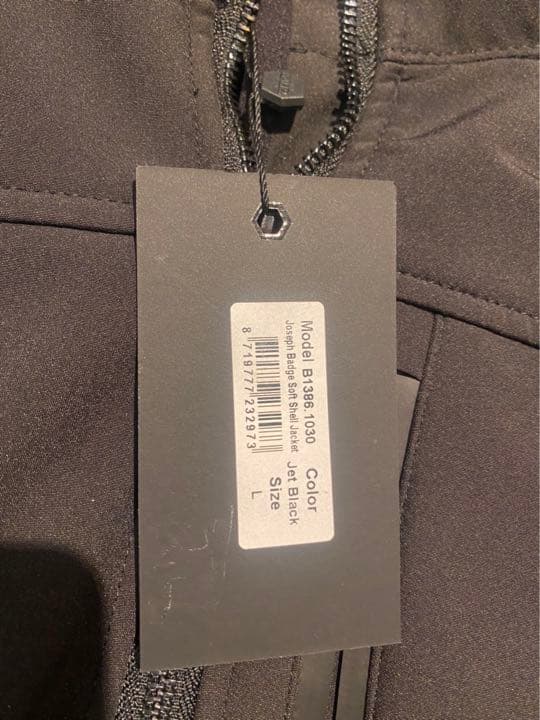 Model B1386.1030 Color
Joseph Badge Soft Shell Jacket Jet Black
Size
L
8 719777 232973